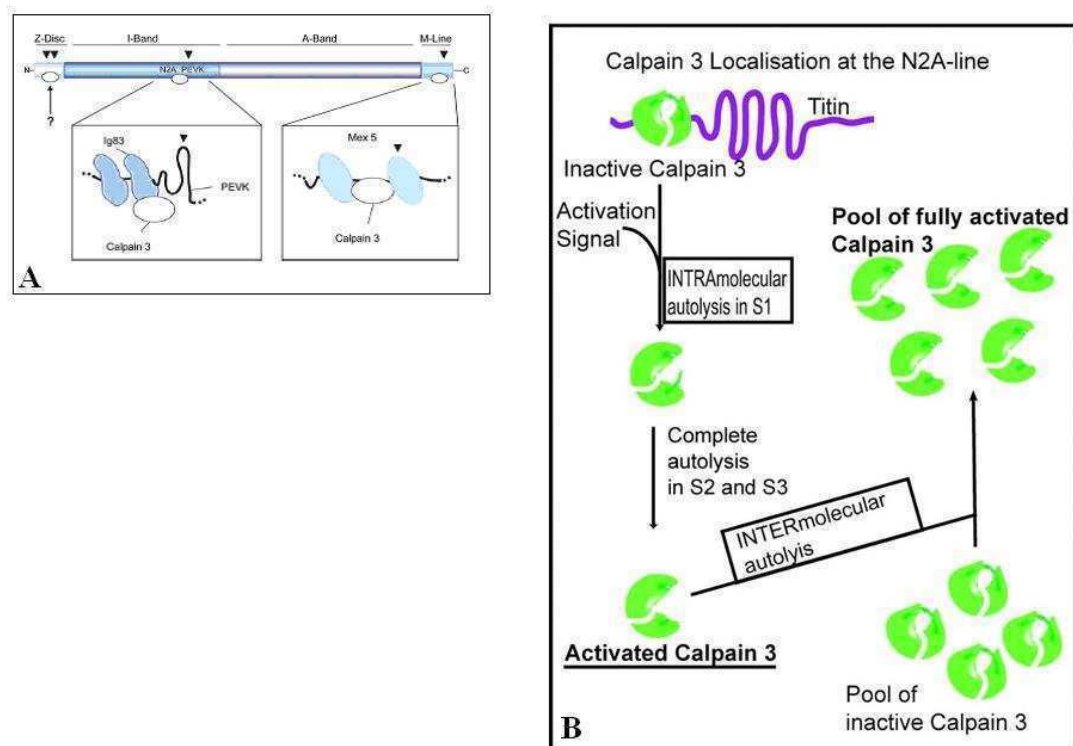 Z-Disc I-Band A-Band M-Line
N- N2A PEVK -C
?
Ig83
PEVK
Calpain 3
Mex 5
Calpain 3
A
Calpain 3 Localisation at the N2A-line
Titin
Inactive Calpain 3
Activation
Signal
INTRAmolecular
autolysis in S1
Pool of fully activated
Calpain 3
Complete
autolysis
in S2 and S3
INTERmolecular
autolyis
Activated Calpain 3
Pool of
inactive Calpain 3
B